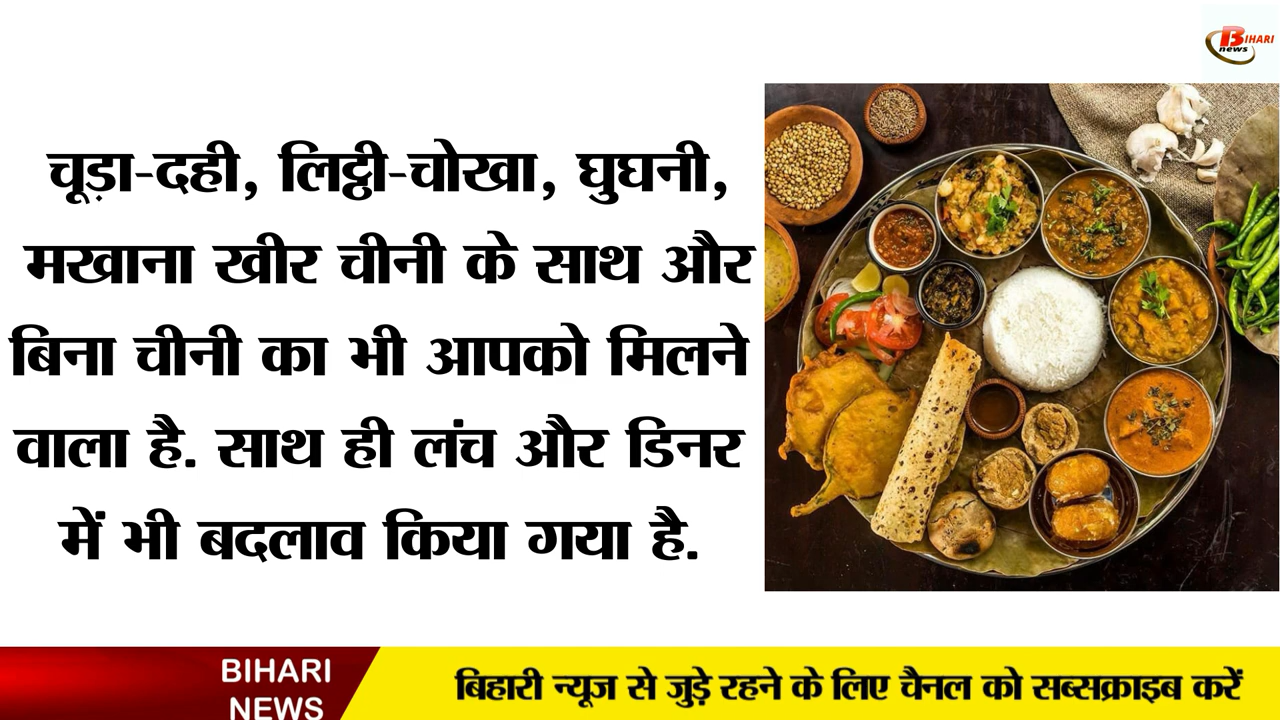 BIHARI
news
चूड़ा-दही, लिट्ठी-चोखा, घुघनी,
मखाना खीर चीनी के साथ और
बिना चीनी का भी आपको मिलने
वाला है. साथ ही लंच और डिनर
में भी बदलाव किया गया है.
BIHARI
NEWS
बिहारी न्यूज से जुड़े रहने के लिए चैनल को सब्सक्राइब करें